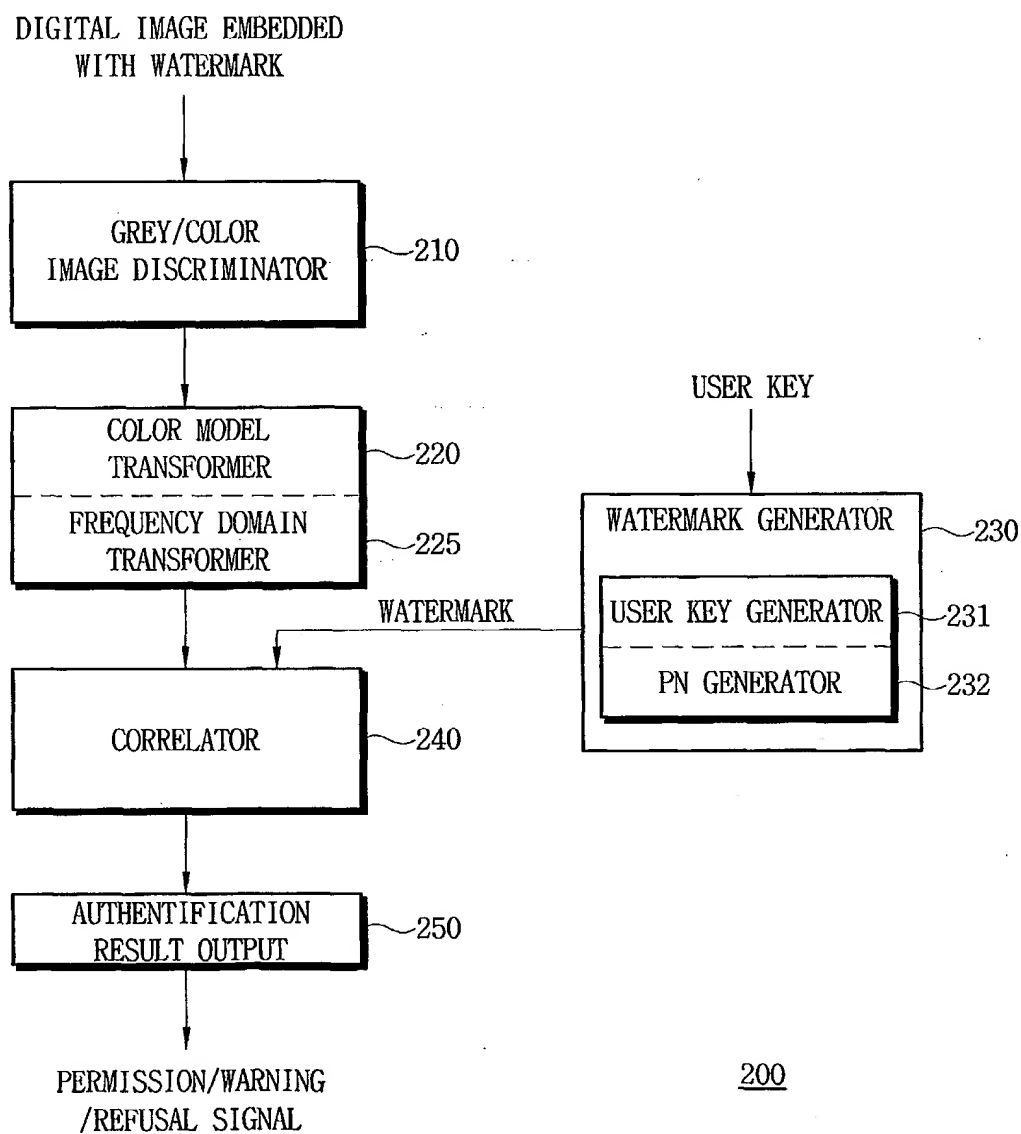 DIGITAL IMAGE EMBEDDED
WITH WATERMARK
GREY/COLOR
IMAGE DISCRIMINATOR
210
COLOR MODEL
TRANSFORMER
220
FREQUENCY DOMAIN
TRANSFORMER
225
USER KEY
WATERMARK GENERATOR
230
USER KEY GENERATOR
231
PN GENERATOR
232
WATERMARK
CORRELATOR
240
AUTHENTIFICATION
RESULT OUTPUT
250
PERMISSION/WARNING
/REFUSAL SIGNAL
200